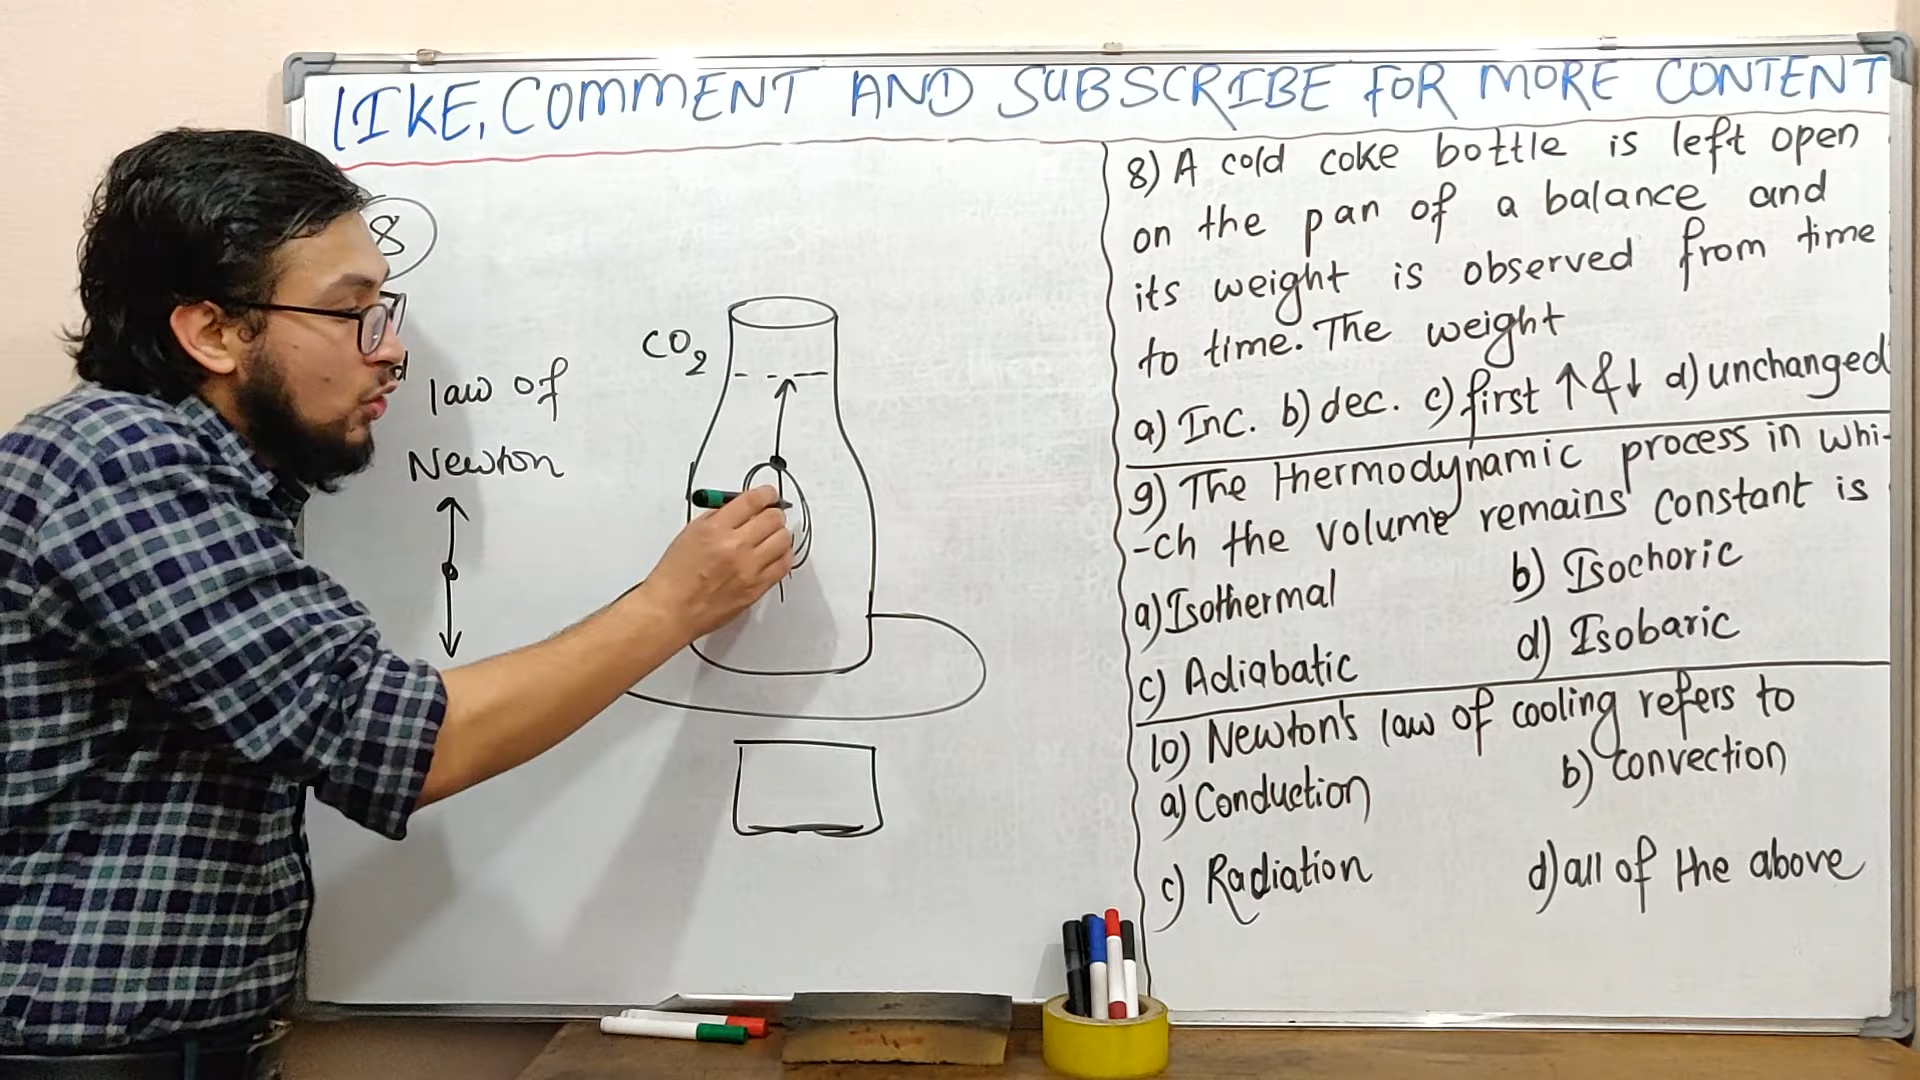 LIKE, COMMENT AND SUBSCRIBE FOR MORE CONTENT
8
law of
Newton
CO2
8) A cold coke bottle is left open
on the pan of a balance and
its weight is observed from time
to time. The weight
a) Inc. b) dec. c) first ↑ & ↓ d) unchanged
9) The thermodynamic process in whi-
-ch the volume remains constant is
a) Isothermal b) Isochoric
c) Adiabatic d) Isobaric
10) Newton's law of cooling refers to
a) Conduction b) Convection
c) Radiation d) all of the above